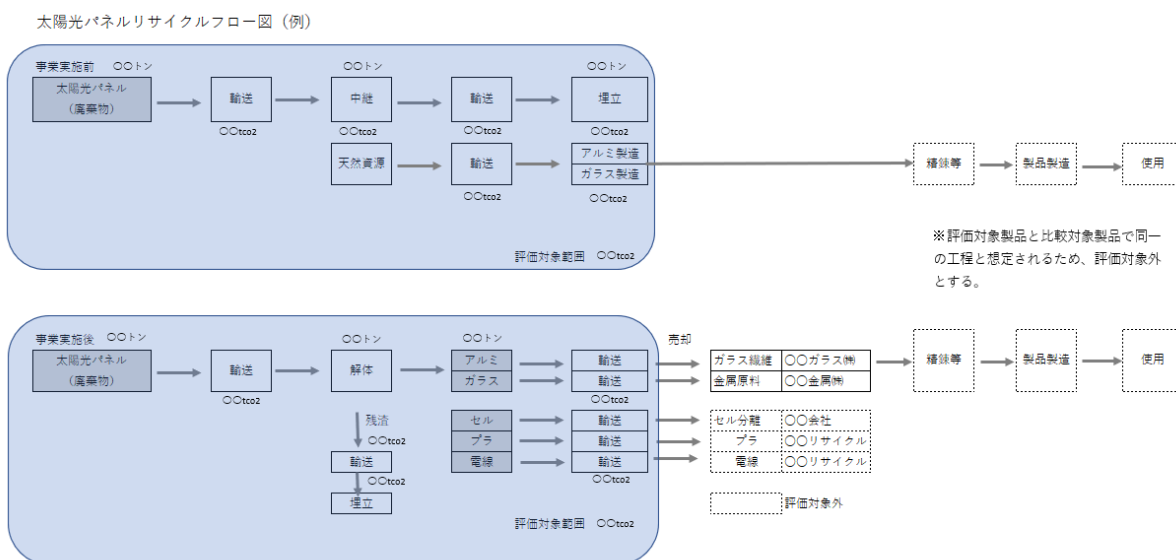 太陽光パネルリサイクルフロー図（例）
事業実施前　〇〇トン
〇〇トン
〇〇トン
太陽光パネル
（廃棄物）
輸送
中継
輸送
埋立
〇〇tco2
〇〇tco2
〇〇tco2
〇〇tco2
天然資源
輸送
アルミ製造
ガラス製造
〇〇tco2
〇〇tco2
精錬等
製品製造
使用
評価対象範囲　〇〇tco2
※評価対象製品と比較対象製品で同一
の工程と想定されるため、評価対象外
とする。
事業実施後　〇〇トン
〇〇トン
〇〇トン
売却
太陽光パネル
（廃棄物）
輸送
解体
アルミ
ガラス
輸送
輸送
ガラス繊維
〇〇ガラス㈱
金属原料
〇〇金属㈱
精錬等
製品製造
使用
〇〇tco2
〇〇tco2
残渣
〇〇tco2
輸送
〇〇tco2
埋立
セル
プラ
電線
輸送
輸送
輸送
〇〇tco2
セル分離
〇〇会社
プラ
〇〇リサイクル
電線
〇〇リサイクル
評価対象外
評価対象範囲　〇〇tco2